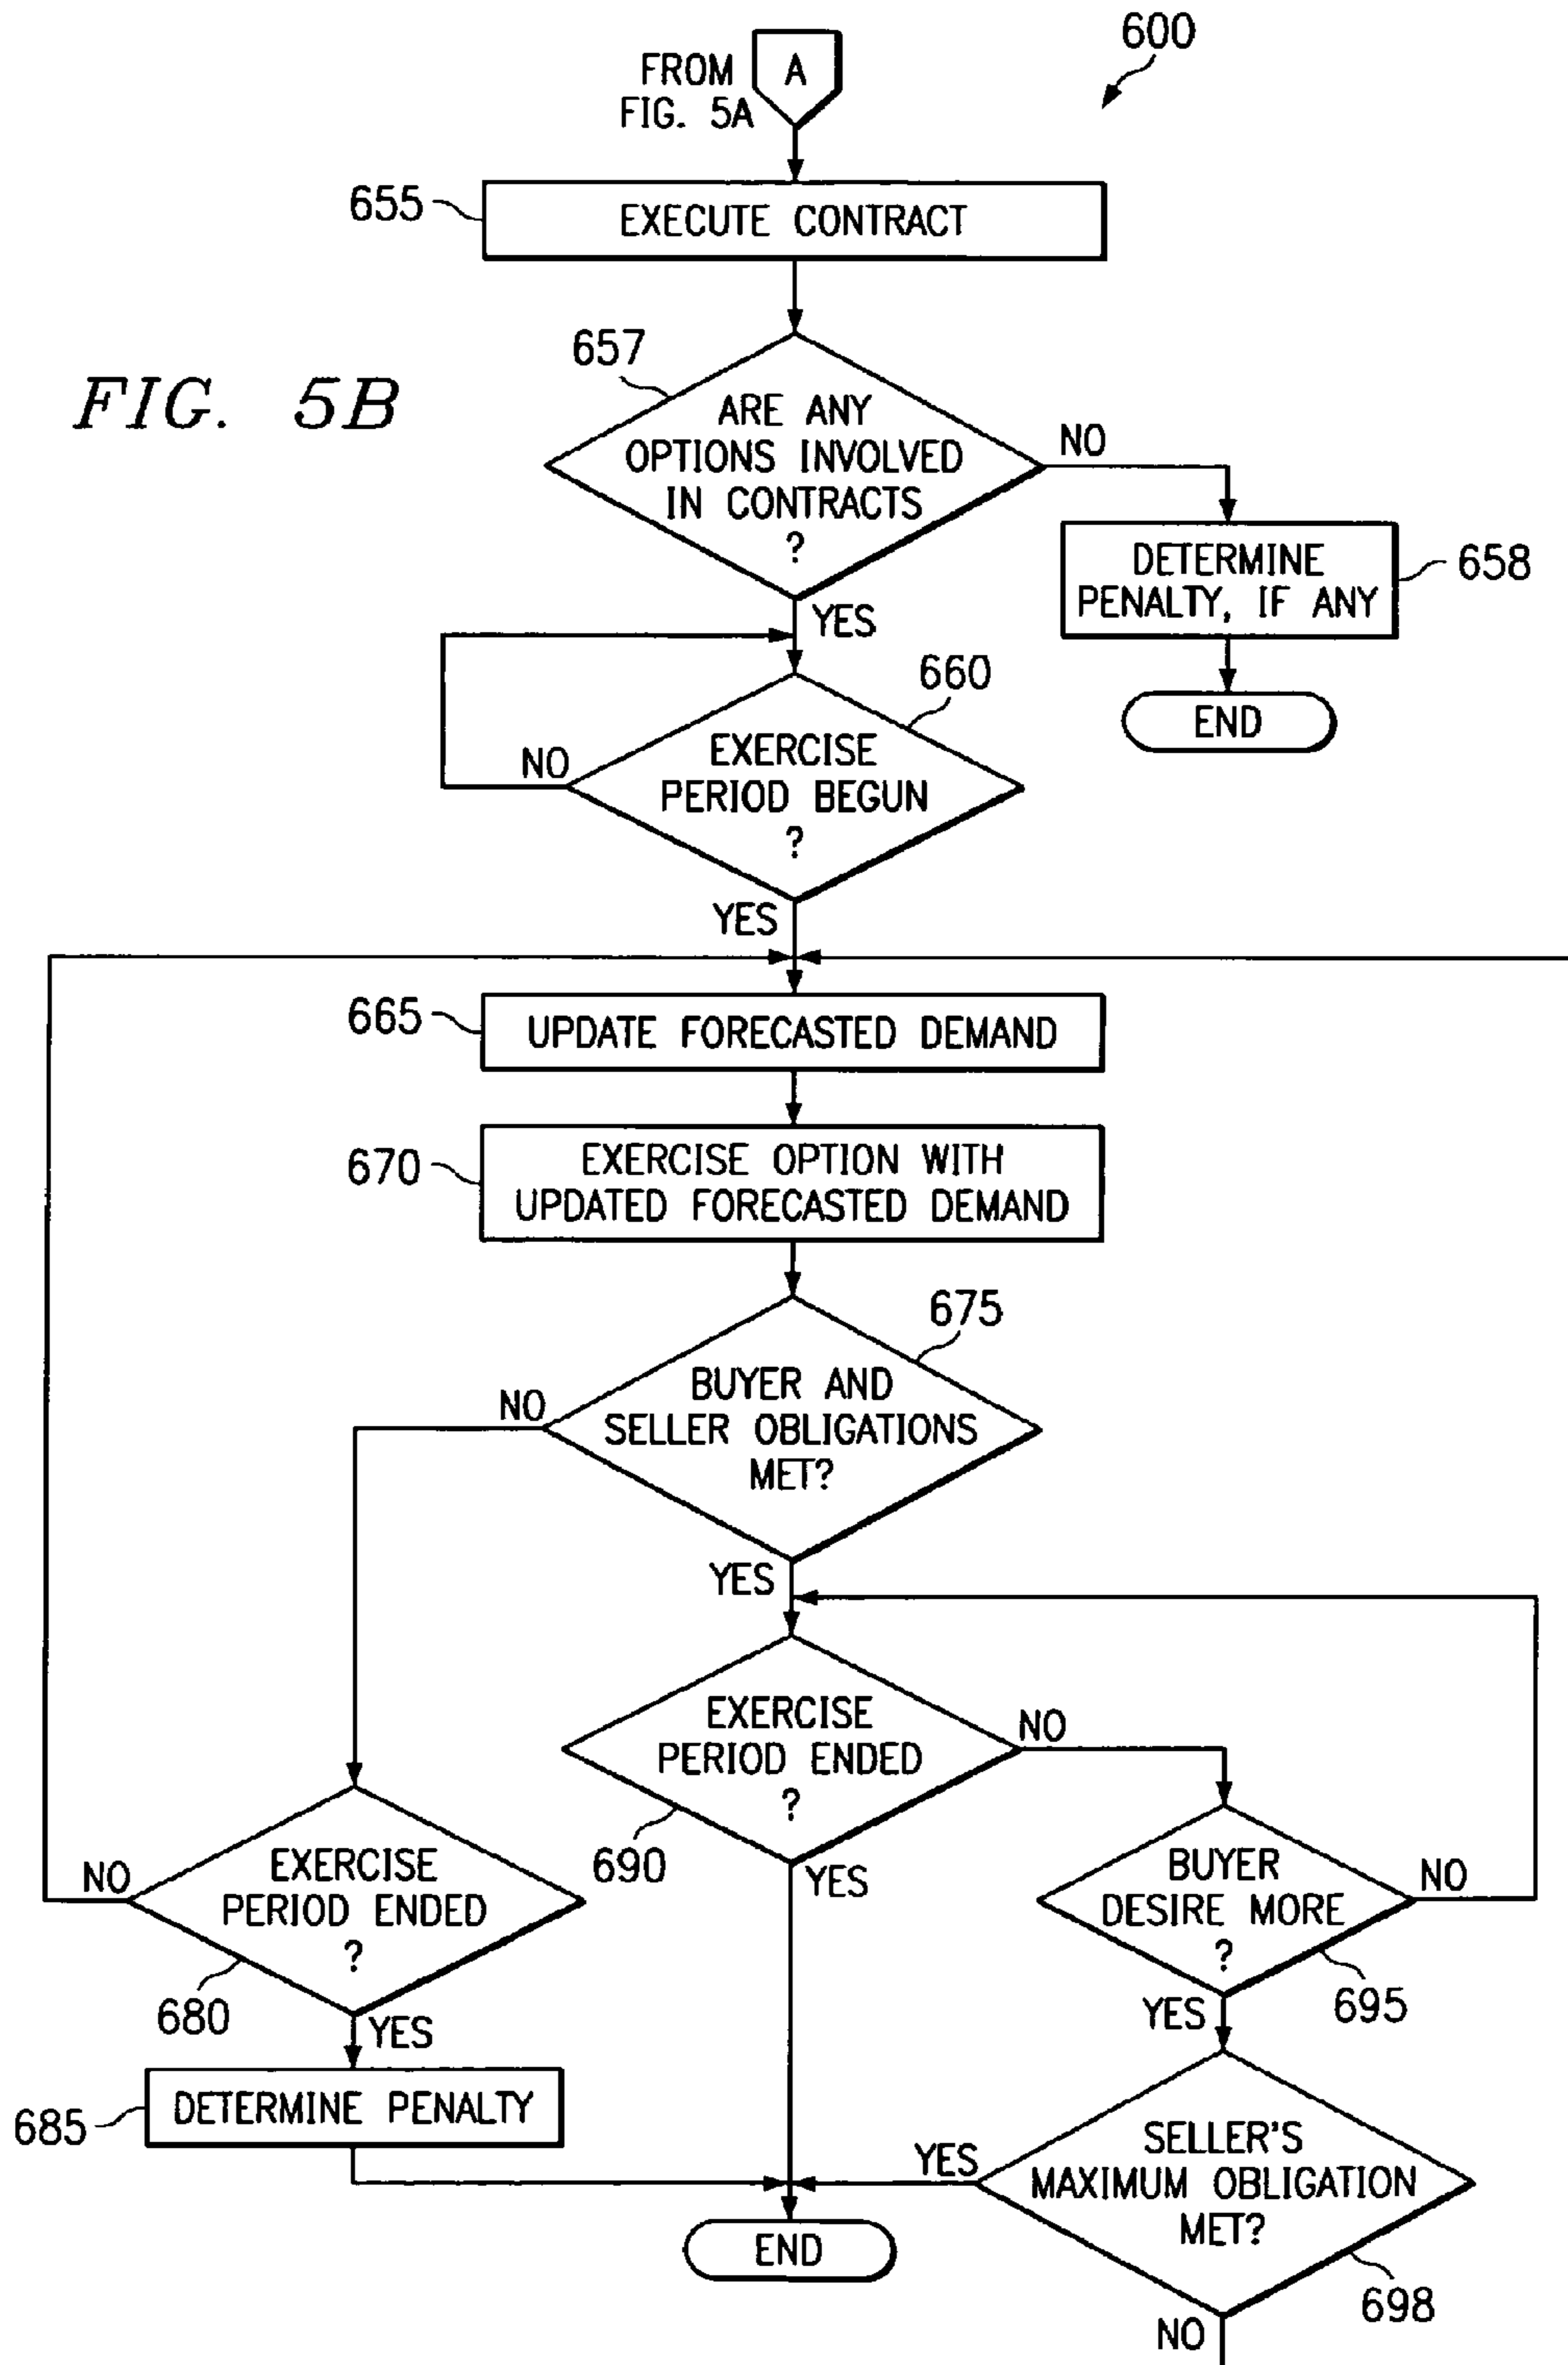 600
FROM
FIG. 5A
A
655
EXECUTE CONTRACT
FIG. 5B
657
ARE ANY
OPTIONS INVOLVED
IN CONTRACTS
?
NO
DETERMINE
PENALTY, IF ANY
658
END
YES
660
EXERCISE
PERIOD BEGUN
?
NO
YES
665
UPDATE FORECASTED DEMAND
670
EXERCISE OPTION WITH
UPDATED FORECASTED DEMAND
675
BUYER AND
SELLER OBLIGATIONS
MET?
NO
YES
EXERCISE
PERIOD ENDED
?
690
NO
YES
EXERCISE
PERIOD ENDED
?
NO
680
YES
BUYER
DESIRE MORE
?
NO
695
YES
685
DETERMINE PENALTY
SELLER'S
MAXIMUM OBLIGATION
MET?
YES
698
NO
END